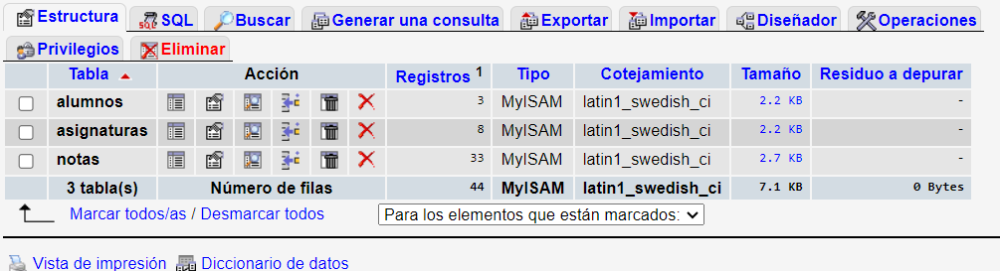 Estructura SQL Buscar Generar una consulta Exportar Importar Diseñador Operaciones
Privilegios Eliminar
Tabla Acción Registros 1 Tipo Cotejamiento Tamaño Residuo a depurar
alumnos 3 MyISAM latin1_swedish_ci 2.2 KB -
asignaturas 8 MyISAM latin1_swedish_ci 2.2 KB -
notas 33 MyISAM latin1_swedish_ci 2.7 KB -
3 tabla(s) Número de filas 44 MyISAM latin1_swedish_ci 7.1 KB 0 Bytes
Marcar todos/as / Desmarcar todos Para los elementos que están marcados:
Vista de impresión Diccionario de datos